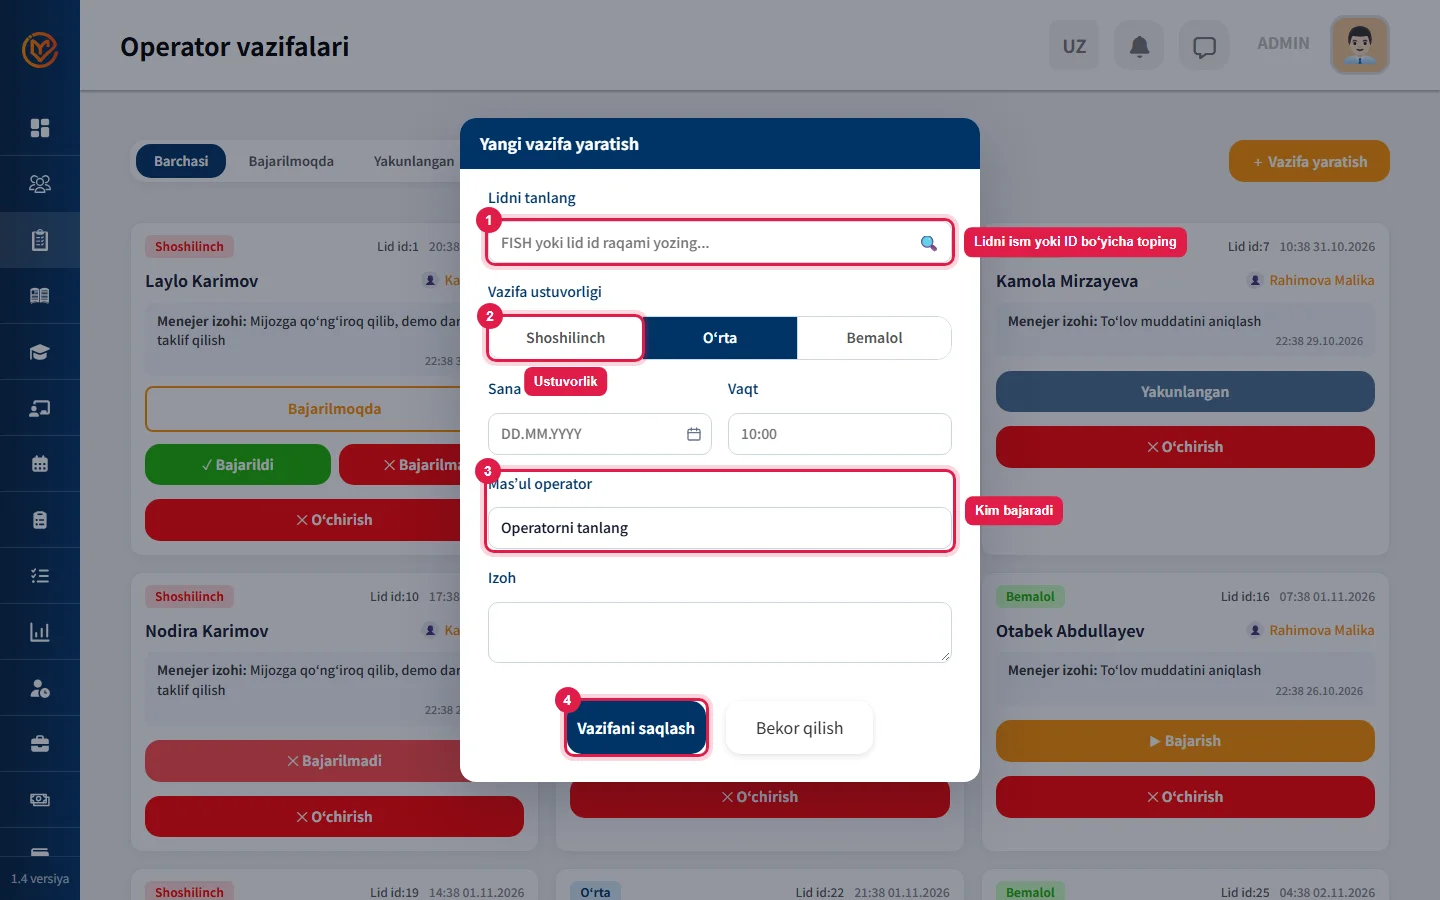 Operator vazifalari
UZ
ADMIN
Barchasi
Bajarilmoqda
Yakunlangan
+ Vazifa yaratish
Yangi vazifa yaratish
Lidni tanlang
1
FISH yoki lid id raqami yozing...
Lidni ism yoki ID bo‘yicha toping
Vazifa ustuvorligi
2
Shoshilinch
O‘rta
Bemalol
Ustuvorlik
Sana
Vaqt
DD.MM.YYYY
10:00
3
Mas’ul operator
Operatorni tanlang
Kim bajaradi
Izoh
4
Vazifani saqlash
Bekor qilish
Shoshilinch
Lid id:1
20:38
Laylo Karimov
Menejer izohi: Mijozga qo‘ng‘iroq qilib, demo
taklif qilish
22:38
Bajarilmoqda
✓ Bajarildi
O‘chirish
Lid id:7 10:38 31.10.2026
Kamola Mirzayeva
Rahimova Malika
Menejer izohi: To‘lov muddatini aniqlash
22:38 29.10.2026
Yakunlangan
O‘chirish
Shoshilinch
Lid id:10
17:38
Nodira Karimov
Menejer izohi: Mijozga qo‘ng‘iroq qilib, demo
taklif qilish
22:38
Bajarilmadi
O‘chirish
O‘chirish
Bemalol
Lid id:16 07:38 01.11.2026
Otabek Abdullayev
Rahimova Malika
Menejer izohi: To‘lov muddatini aniqlash
22:38 26.10.2026
Bajarish
O‘chirish
Shoshilinch
Lid id:19 14:38 01.11.2026
O‘rta
Lid id:22 21:38 01.11.2026
Bemalol
Lid id:25 04:38 02.11.2026
1.4 versiya